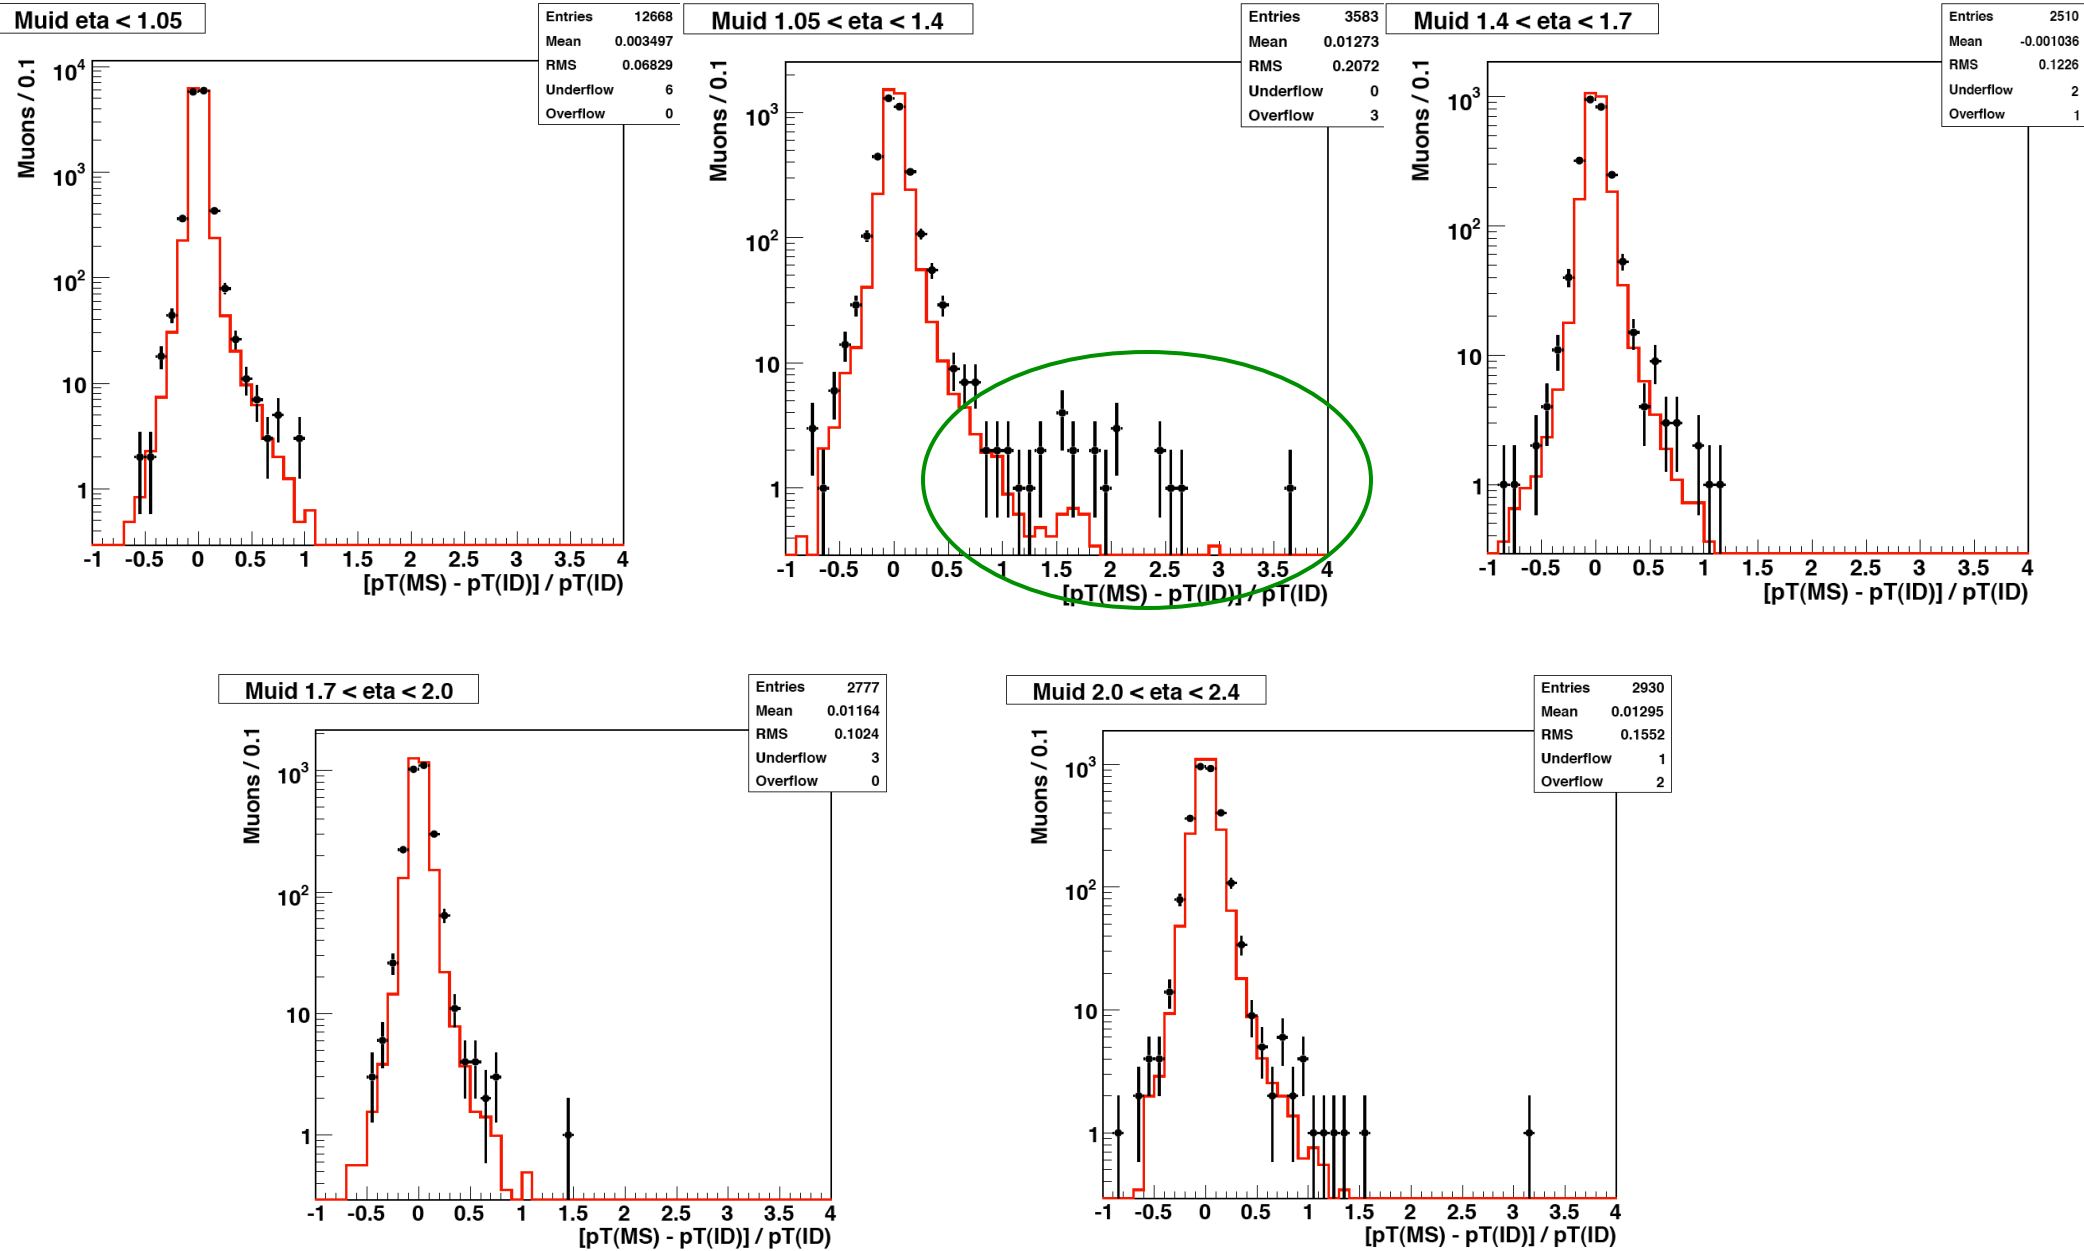 Muid eta < 1.05
Entries 12668
Mean 0.003497
RMS 0.06829
Underflow 6
Overflow 0
Muons / 0.1
10^4
10^3
10^2
10
1
-1 -0.5 0 0.5 1 1.5 2 2.5 3 3.5 4
[pT(MS) - pT(ID)] / pT(ID)
Muid 1.05 < eta < 1.4
Entries 3583
Mean 0.01273
RMS 0.2072
Underflow 0
Overflow 3
Muons / 0.1
10^3
10^2
10
1
-1 -0.5 0 0.5 1 1.5 2 2.5 3 3.5 4
[pT(MS) - pT(ID)] / pT(ID)
Muid 1.4 < eta < 1.7
Entries 2510
Mean -0.001036
RMS 0.1226
Underflow 2
Overflow 1
Muons / 0.1
10^3
10^2
10
1
-1 -0.5 0 0.5 1 1.5 2 2.5 3 3.5 4
[pT(MS) - pT(ID)] / pT(ID)
Muid 1.7 < eta < 2.0
Entries 2777
Mean 0.01164
RMS 0.1024
Underflow 3
Overflow 0
Muons / 0.1
10^3
10^2
10
1
-1 -0.5 0 0.5 1 1.5 2 2.5 3 3.5 4
[pT(MS) - pT(ID)] / pT(ID)
Muid 2.0 < eta < 2.4
Entries 2930
Mean 0.01295
RMS 0.1552
Underflow 1
Overflow 2
Muons / 0.1
10^3
10^2
10
1
-1 -0.5 0 0.5 1 1.5 2 2.5 3 3.5 4
[pT(MS) - pT(ID)] / pT(ID)